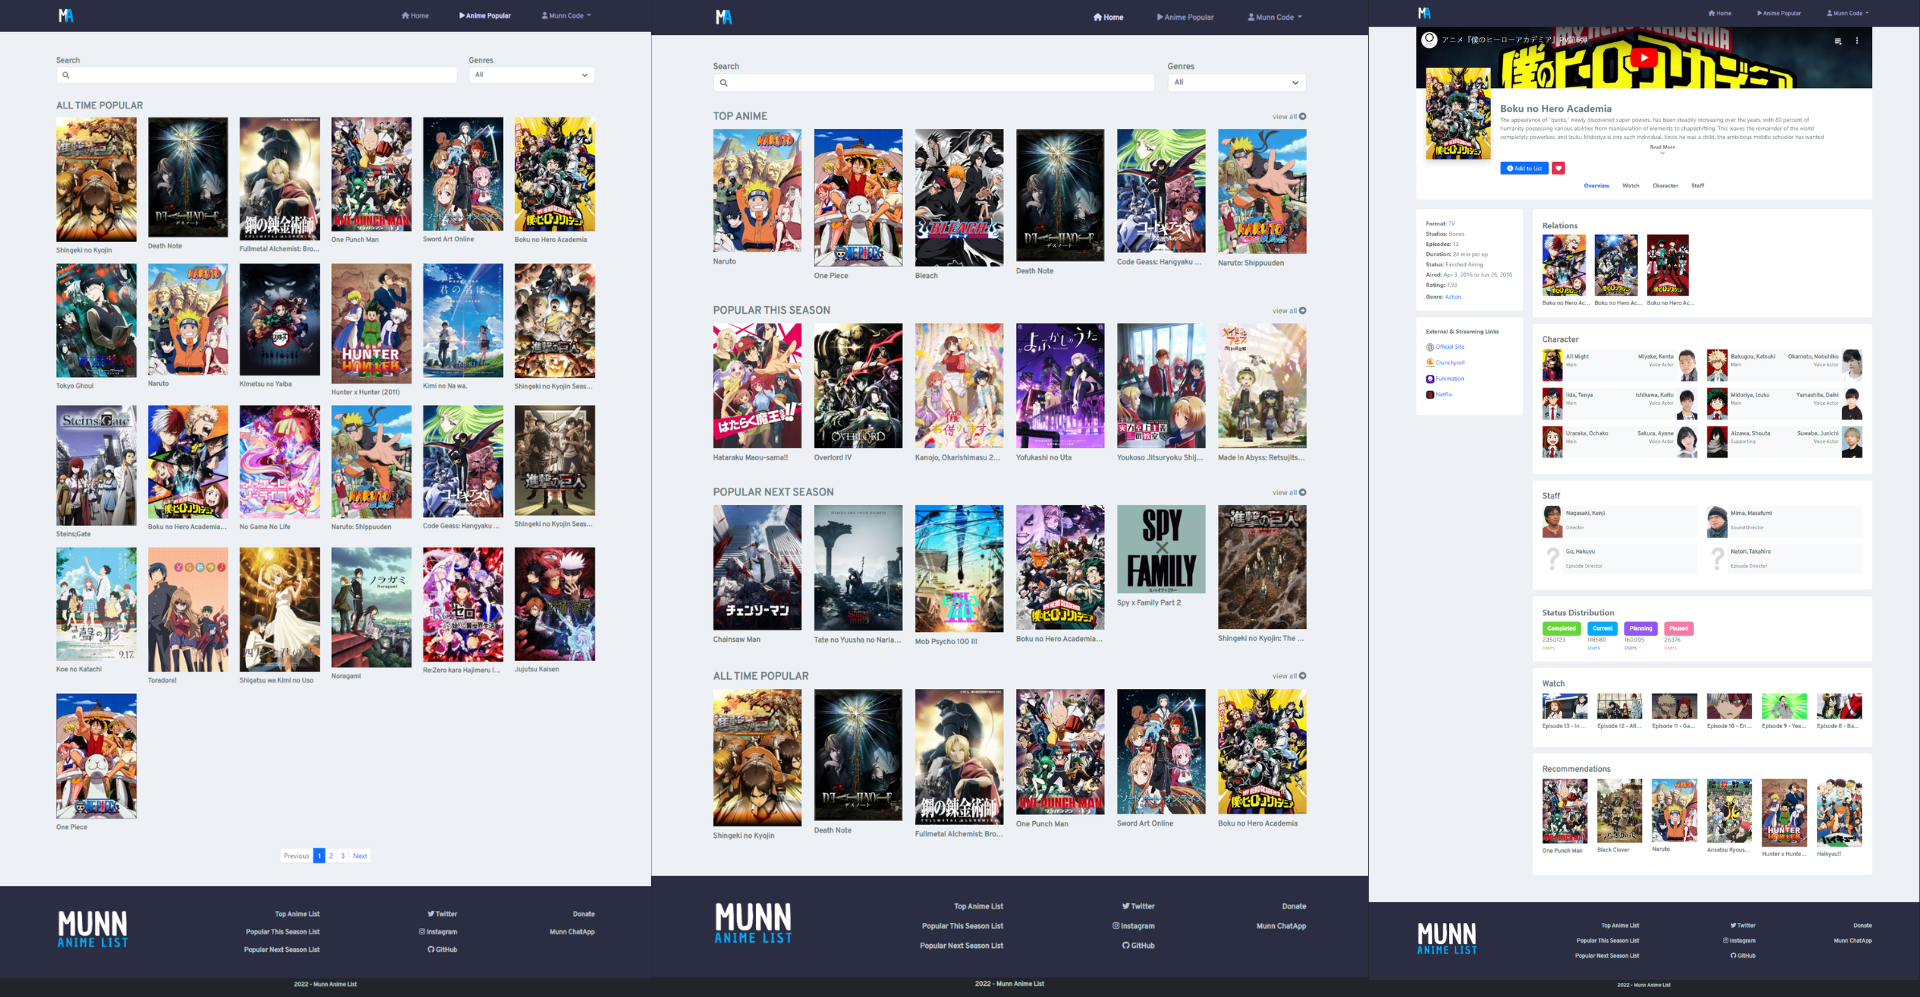 MA
Home
Anime Popular
Munn Code
Search
Genres
All
ALL TIME POPULAR
Shingeki no Kyojin
Death Note
Fullmetal Alchemist: Bro...
One Punch Man
Sword Art Online
Boku no Hero Academia
Tokyo Ghoul
Naruto
Kimetsu no Yaiba
Hunter x Hunter (2011)
Kimi no Na wa.
Shingeki no Kyojin Seas...
Steins;Gate
Boku no Hero Academia...
No Game No Life
Naruto: Shippuuden
Code Geass: Hangyaku ...
Shingeki no Kyojin Seas...
Koe no Katachi
Toradora!
Shigatsu wa Kimi no Uso
Noragami
Re:Zero kara Hajimeru I...
Jujutsu Kaisen
One Piece
Previous 1 2 3 Next
MUNN
ANIME LIST
Top Anime List
Popular This Season List
Popular Next Season List
Twitter
Instagram
GitHub
Donate
Munn ChatApp
2022 - Munn Anime List
MA
Home
Anime Popular
Munn Code
Search
Genres
All
TOP ANIME
view all
Naruto
One Piece
Bleach
Death Note
Code Geass: Hangyaku ...
Naruto: Shippuuden
POPULAR THIS SEASON
view all
Hataraku Maou-sama!!
Overlord IV
Kanojo, Okarishimasu 2...
Yofukashi no Uta
Youkoso Jitsuryoku Shij...
Made in Abyss: Retsujits...
POPULAR NEXT SEASON
view all
チェンソーマン
SPY
×
FAMILY
Chainsaw Man
Tate no Yuusha no Naria...
Mob Psycho 100 III
Boku no Hero Academia...
Spy x Family Part 2
Shingeki no Kyojin: The ...
ALL TIME POPULAR
view all
Shingeki no Kyojin
Death Note
Fullmetal Alchemist: Bro...
One Punch Man
Sword Art Online
Boku no Hero Academia
MUNN
ANIME LIST
Top Anime List
Popular This Season List
Popular Next Season List
Twitter
Instagram
GitHub
Donate
Munn ChatApp
2022 - Munn Anime List
MA
Home
Anime Popular
Munn Code
Boku no Hero Academia
The appearance of "quirks," newly discovered super powers, has been steadily increasing over the years, with 80 percent of
humanity possessing various abilities from manipulation of elements to shapeshifting. This leaves the remainder of the world
completely powerless, and Izuku Midoriya is one such individual. Since he was a child, the ambitious middle schooler has wanted
Read More
Add to List
Overview
Watch
Character
Staff
Format: TV
Studios: Bones
Episodes: 13
Duration: 24 min per ep
Status: Finished Airing
Aired: Apr 3, 2016 to Jun 26, 2016
Rating: 7.93
Genre: Action,
External & Streaming Links
Official Site
Crunchyroll
Funimation
Netflix
Relations
Boku no Hero Ac...
Boku no Hero Ac...
Boku no Hero Ac...
Character
All Might
Main
Miyake, Kenta
Voice Actor
Bakugou, Katsuki
Main
Okamoto, Nobuhiko
Voice Actor
Iida, Tenya
Main
Ishikawa, Kaito
Voice Actor
Midoriya, Izuku
Main
Yamashita, Daiki
Voice Actor
Uraraka, Ochako
Main
Sakura, Ayane
Voice Actor
Aizawa, Shouta
Supporting
Suwabe, Junichi
Voice Actor
Staff
Nagasaki, Kenji
Director
Mima, Masafumi
Sound Director
Go, Hakuyu
Episode Director
Natori, Takahiro
Episode Director
Status Distribution
Completed
2350123
Users
Current
118580
Users
Planning
160005
Users
Paused
26376
Users
Watch
Episode 13 - In ...
Episode 12 - All...
Episode 11 - Ga...
Episode 10 - En...
Episode 9 - Yea...
Episode 8 - Ba...
Recommendations
One Punch Man
Black Clover
Naruto
Ansatsu Kyous...
Hunter x Hunte...
Haikyuu!!
MUNN
ANIME LIST
Top Anime List
Popular This Season List
Popular Next Season List
Twitter
Instagram
GitHub
Donate
Munn ChatApp
2022 - Munn Anime List